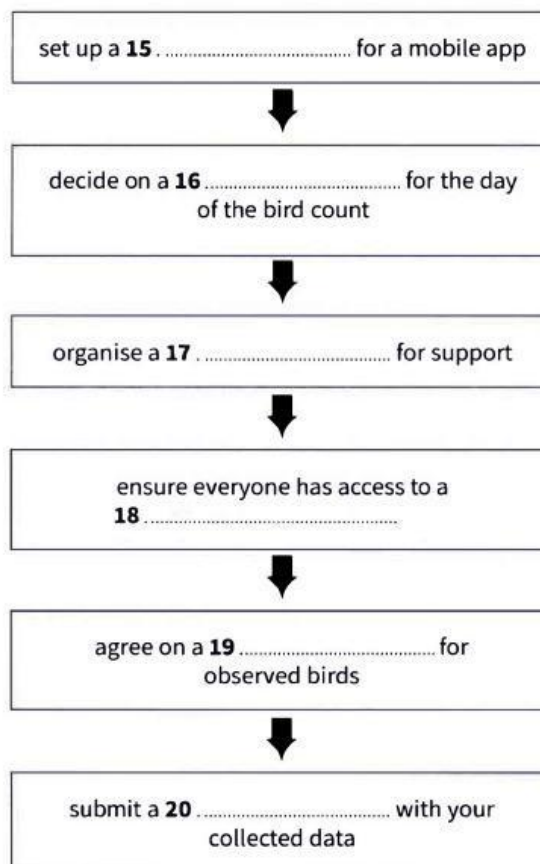 set up a 15 . .................................... for a mobile app
decide on a 16 ...................................... for the day
of the bird count
organise a 17 . .................................... for support
ensure everyone has access to a
18 .................................................
agree on a 19 ...................................... for
observed birds
submit a 20 ...................................... with your
collected data